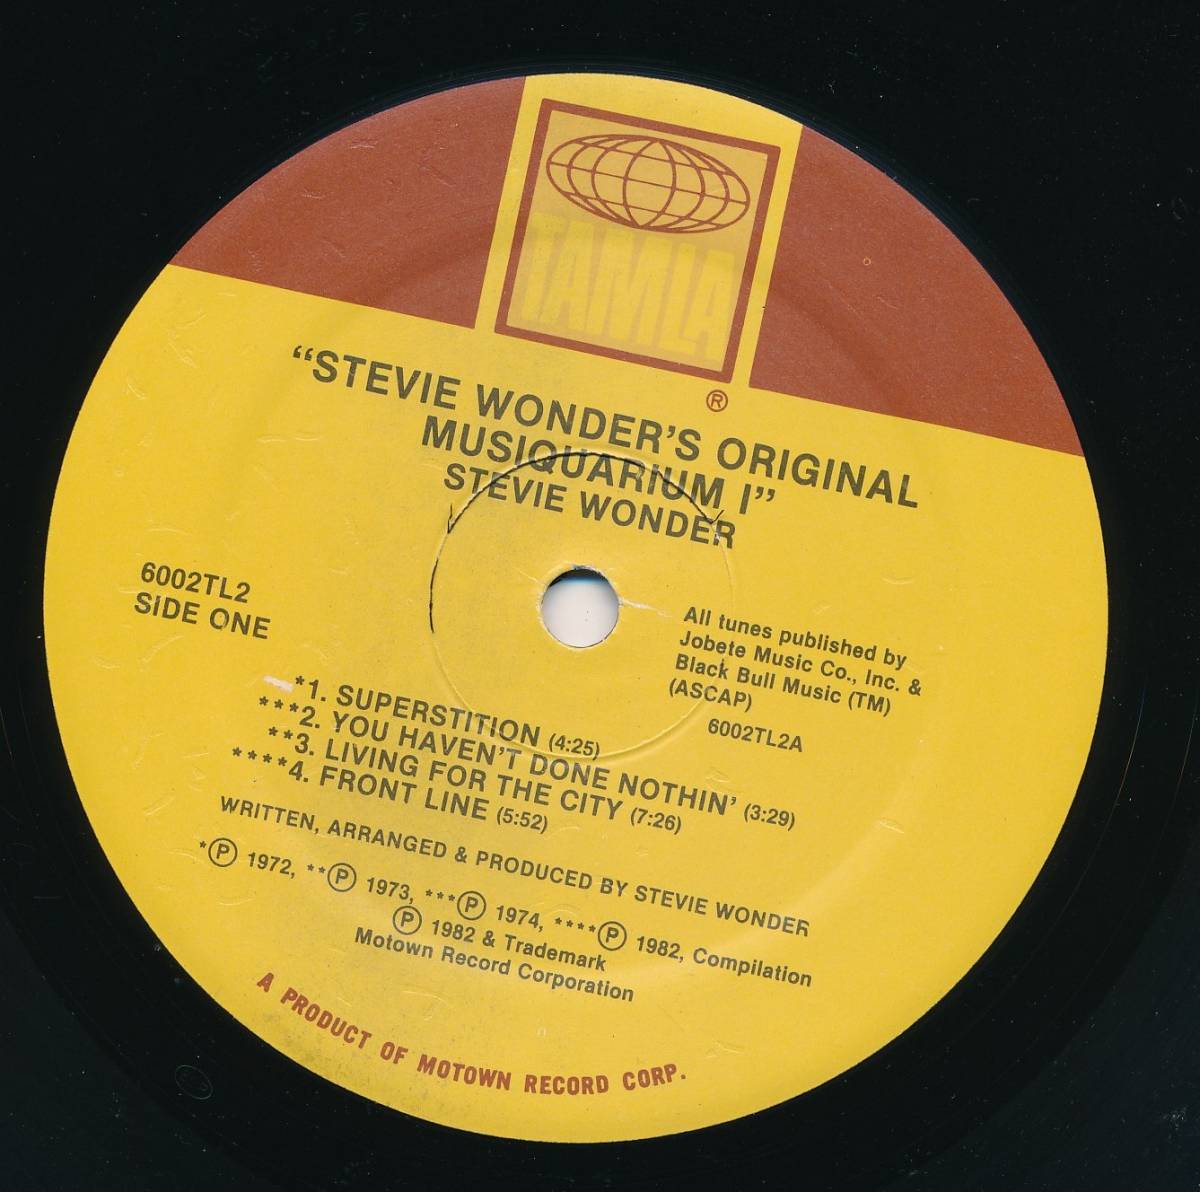 TAMLA
®
"STEVIE WONDER'S ORIGINAL
MUSIQUARIUM I"
STEVIE WONDER
6002TL2
SIDE ONE
All tunes published by
Jobete Music Co., Inc. &
Black Bull Music (TM)
(ASCAP)
6002TL2A
*1. SUPERSTITION (4:25)
***2. YOU HAVEN'T DONE NOTHIN' (3:29)
**3. LIVING FOR THE CITY (7:26)
****4. FRONT LINE (5:52)
WRITTEN, ARRANGED & PRODUCED BY STEVIE WONDER
*Ⓟ 1972, **Ⓟ 1973, ***Ⓟ 1974, ****Ⓟ 1982, Compilation
Ⓟ 1982 & Trademark
Motown Record Corporation
A PRODUCT OF MOTOWN RECORD CORP.